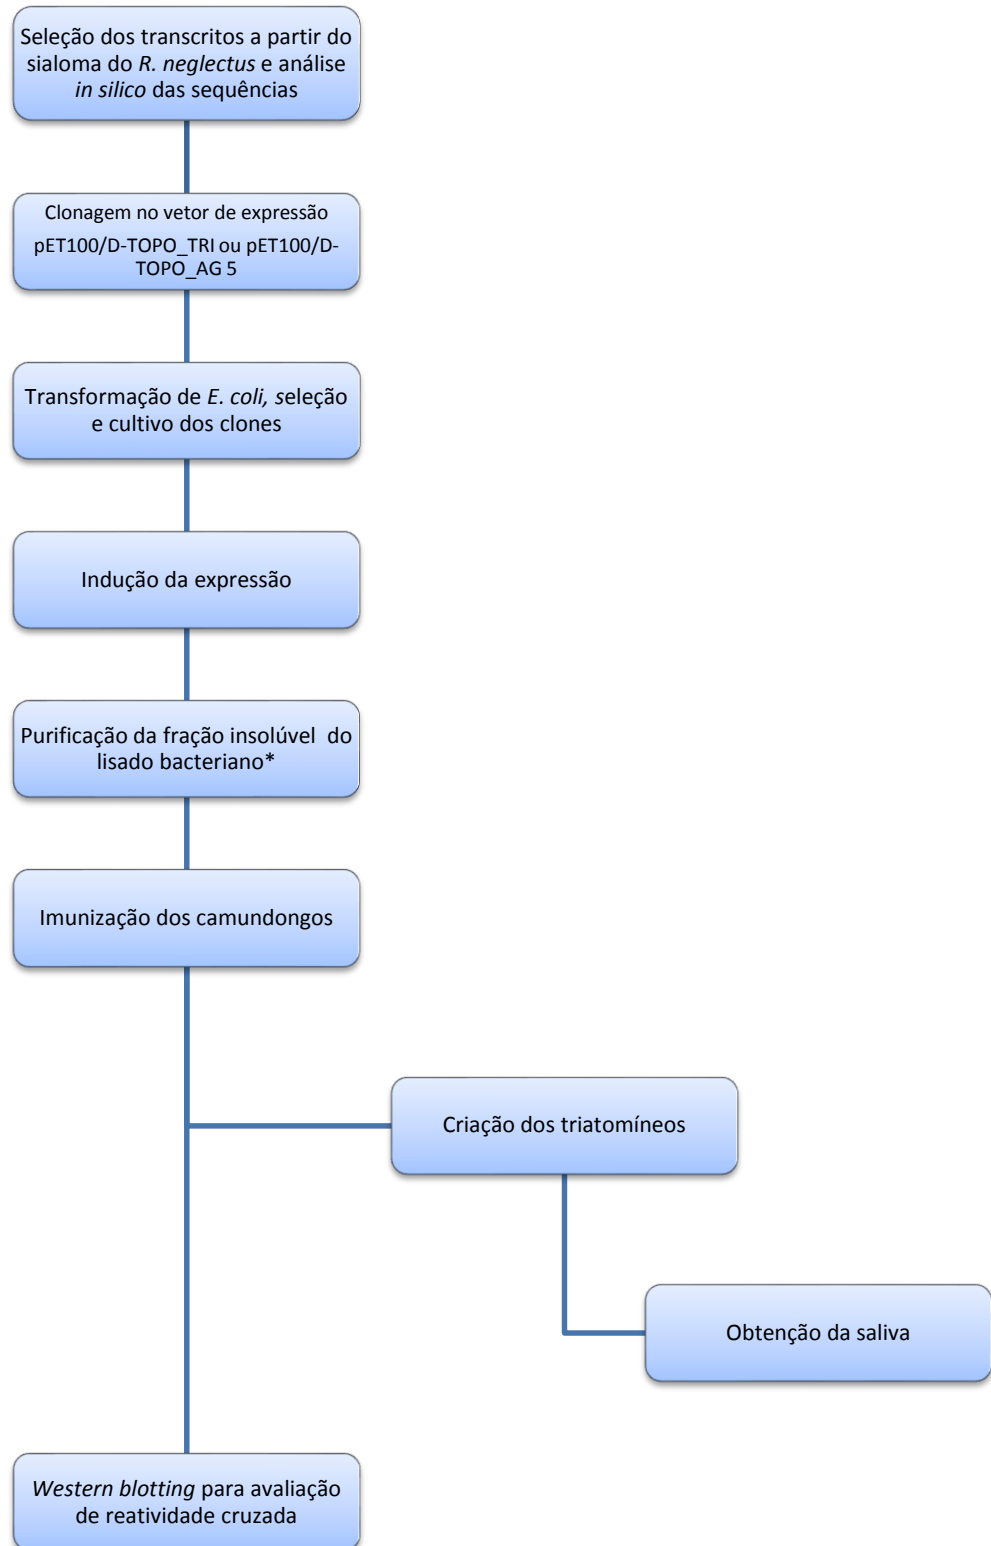 Seleção dos transcritos a partir do
sialoma do R. neglectus e análise
in silico das sequências
Clonagem no vetor de expressão
pET100/D-TOPO_TRI ou pET100/D-
TOPO_AG 5
Transformação de E. coli, seleção
e cultivo dos clones
Indução da expressão
Purificação da fração insolúvel do
lisado bacteriano*
Imunização dos camundongos
Criação dos triatomíneos
Obtenção da saliva
Western blotting para avaliação
de reatividade cruzada